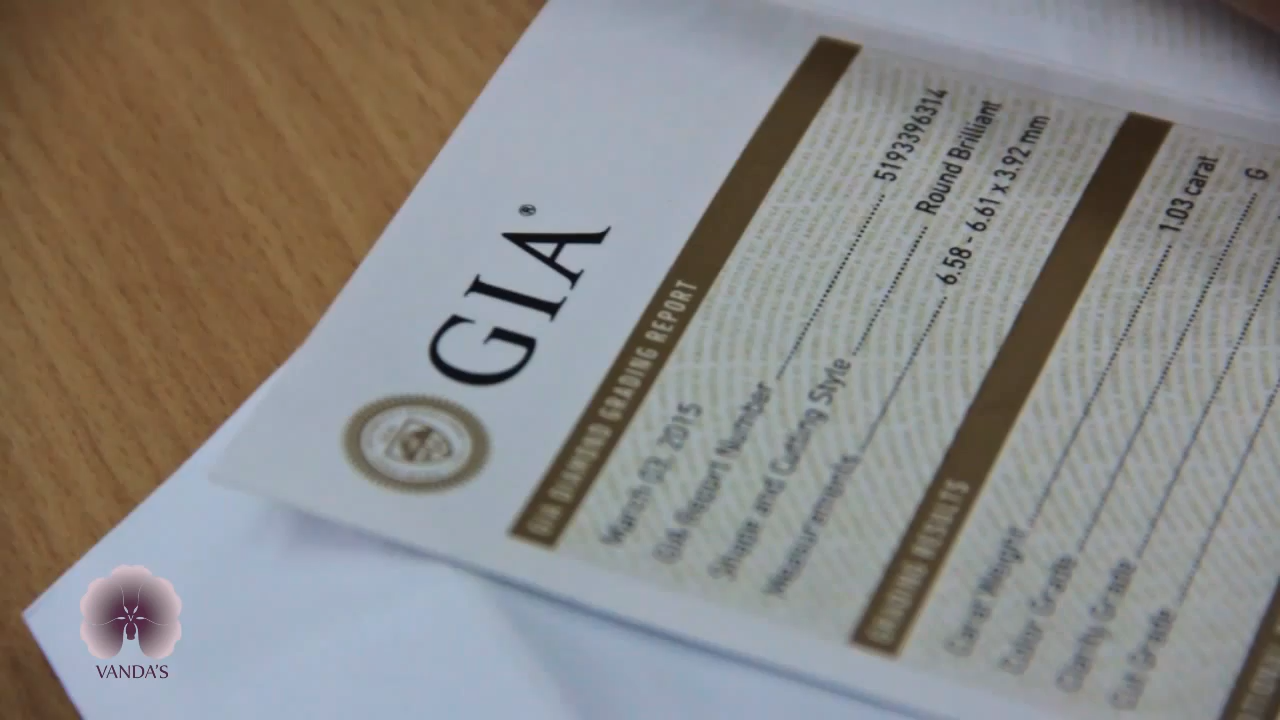 GIA®
GIA DIAMOND GRADING REPORT
March 03, 2015
GIA Report Number 5193396314
Shape and Cutting Style Round Brilliant
Measurements 6.58 - 6.61 x 3.92 mm
GRADING RESULTS
Carat Weight 1.03 carat
Color Grade G
Clarity Grade
Cut Grade
VANDA'S